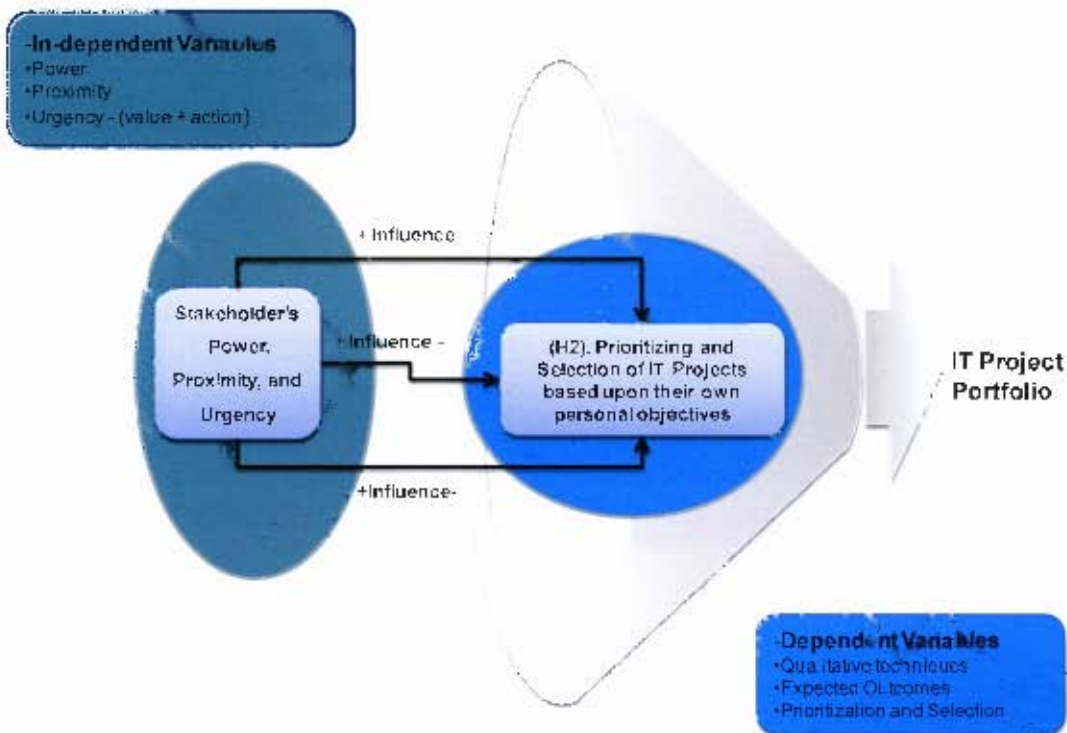 -In-dependent Variables
•Power
•Proximity
•Urgency - (value + action)
+ Influence
Stakeholder's
Power,
Proximity, and
Urgency
+Influence -
+Influence-
(H2). Prioritizing and
Selection of IT Projects
based upon their own
personal objectives
IT Project
Portfolio
-Dependent Variables
•Qualitative techniques
•Expected Outcomes
•Prioritization and Selection